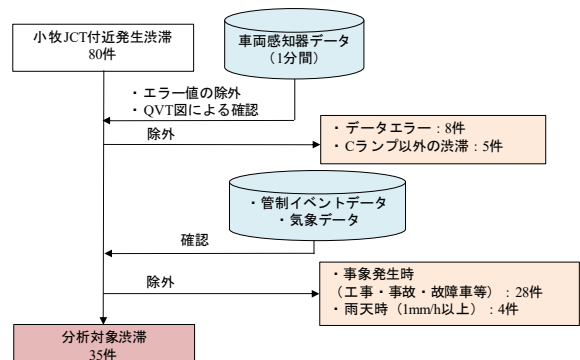 小牧JCT付近発生渋滞
80件
車両感知器データ
（1分間）
・エラー値の除外
・QVT図による確認
除外
・データエラー：8件
・Cランプ以外の渋滞：5件
・管制イベントデータ
・気象データ
確認
除外
・事象発生時
（工事・事故・故障車等）：28件
・雨天時（1mm/h以上）：4件
分析対象渋滞
35件